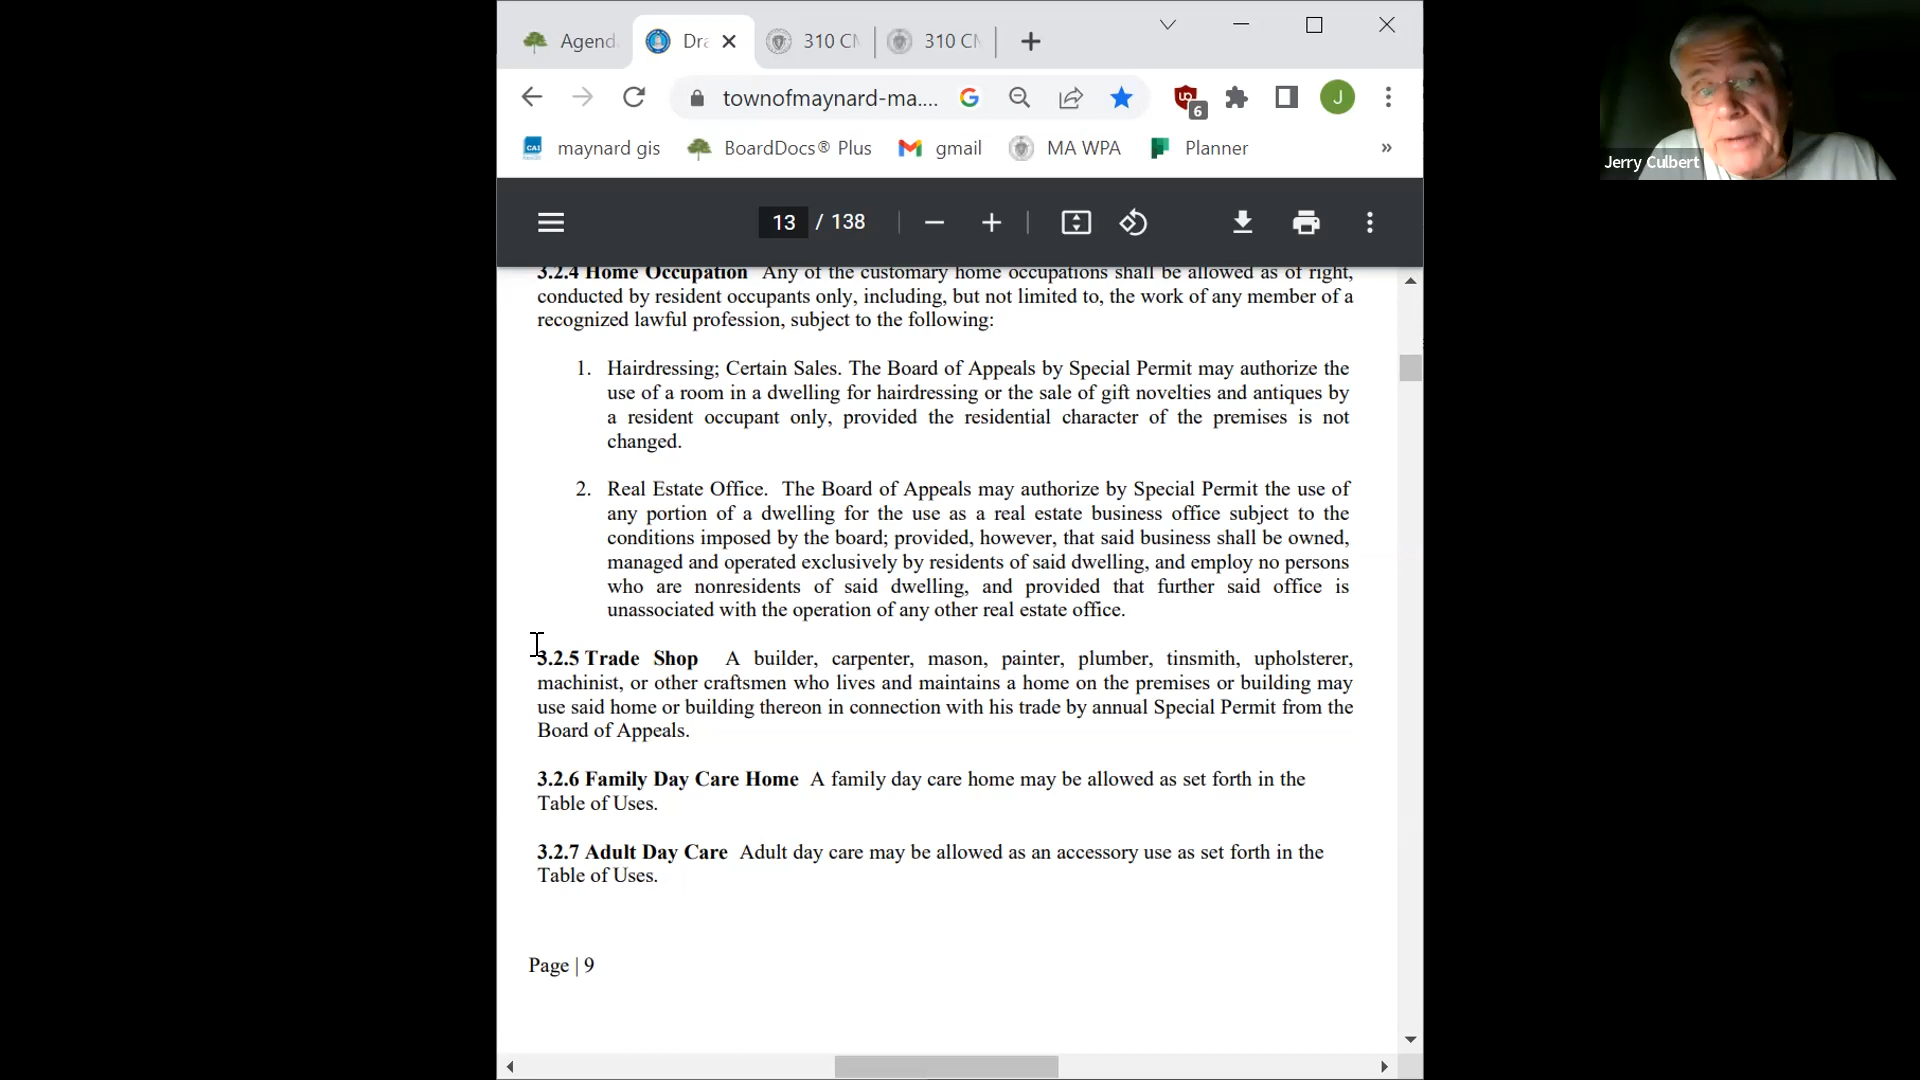 Agend
Dra
310 CM
310 CM
townofmaynard-ma....
6
J
maynard gis
BoardDocs® Plus
gmail
MA WPA
Planner
»
13 / 138
3.2.4 Home Occupation Any of the customary home occupations shall be allowed as of right,
conducted by resident occupants only, including, but not limited to, the work of any member of a
recognized lawful profession, subject to the following:
1. Hairdressing; Certain Sales. The Board of Appeals by Special Permit may authorize the
use of a room in a dwelling for hairdressing or the sale of gift novelties and antiques by
a resident occupant only, provided the residential character of the premises is not
changed.
2. Real Estate Office. The Board of Appeals may authorize by Special Permit the use of
any portion of a dwelling for the use as a real estate business office subject to the
conditions imposed by the board; provided, however, that said business shall be owned,
managed and operated exclusively by residents of said dwelling, and employ no persons
who are nonresidents of said dwelling, and provided that further said office is
unassociated with the operation of any other real estate office.
3.2.5 Trade Shop A builder, carpenter, mason, painter, plumber, tinsmith, upholsterer,
machinist, or other craftsmen who lives and maintains a home on the premises or building may
use said home or building thereon in connection with his trade by annual Special Permit from the
Board of Appeals.
3.2.6 Family Day Care Home A family day care home may be allowed as set forth in the
Table of Uses.
3.2.7 Adult Day Care Adult day care may be allowed as an accessory use as set forth in the
Table of Uses.
Page | 9
Jerry Culbert